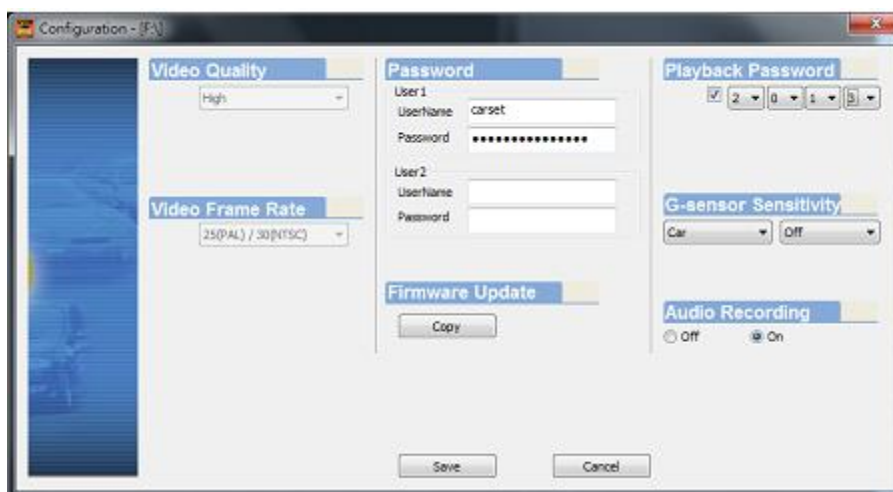 Configuration - [F:\]
Video Quality
High
Video Frame Rate
25(PAL) / 30(NTSC)
Password
User1
UserName carset
Password •••••••••••••••
User2
UserName
Password
Firmware Update
Copy
Playback Password
2 0 1 3
G-sensor Sensitivity
Car Off
Audio Recording
Off On
Save Cancel